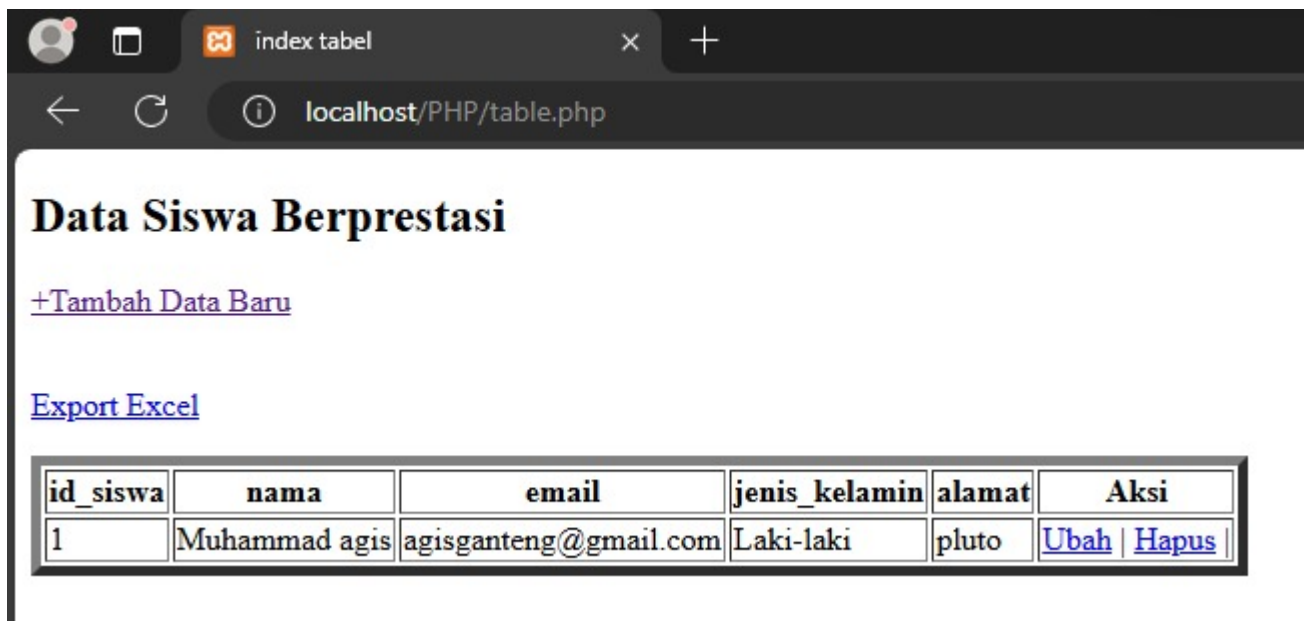 index tabel
localhost/PHP/table.php
Data Siswa Berprestasi
+Tambah Data Baru
Export Excel
id_siswa nama email jenis_kelamin alamat Aksi
1 Muhammad agis agisganteng@gmail.com Laki-laki pluto Ubah | Hapus |